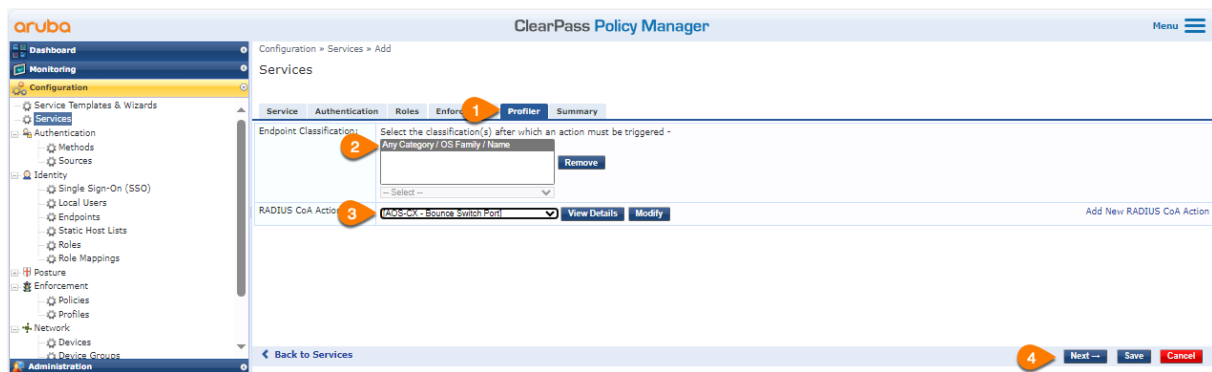 aruba
ClearPass Policy Manager
Menu
Dashboard
Monitoring
Configuration
Service Templates & Wizards
Services
Authentication
Methods
Sources
Identity
Single Sign-On (SSO)
Local Users
Endpoints
Static Host Lists
Roles
Role Mappings
Posture
Enforcement
Policies
Profiles
Network
Devices
Device Groups
Administration
Configuration » Services » Add
Services
Service Authentication Roles 1 Profiler Summary
Endpoint Classification: Select the classification(s) after which an action must be triggered -
2 Any Category / OS Family / Name
Remove
-- Select --
RADIUS CoA Action 3 [AOS-CX - Bounce Switch Port] View Details Modify Add New RADIUS CoA Action
Back to Services 4 Next → Save Cancel